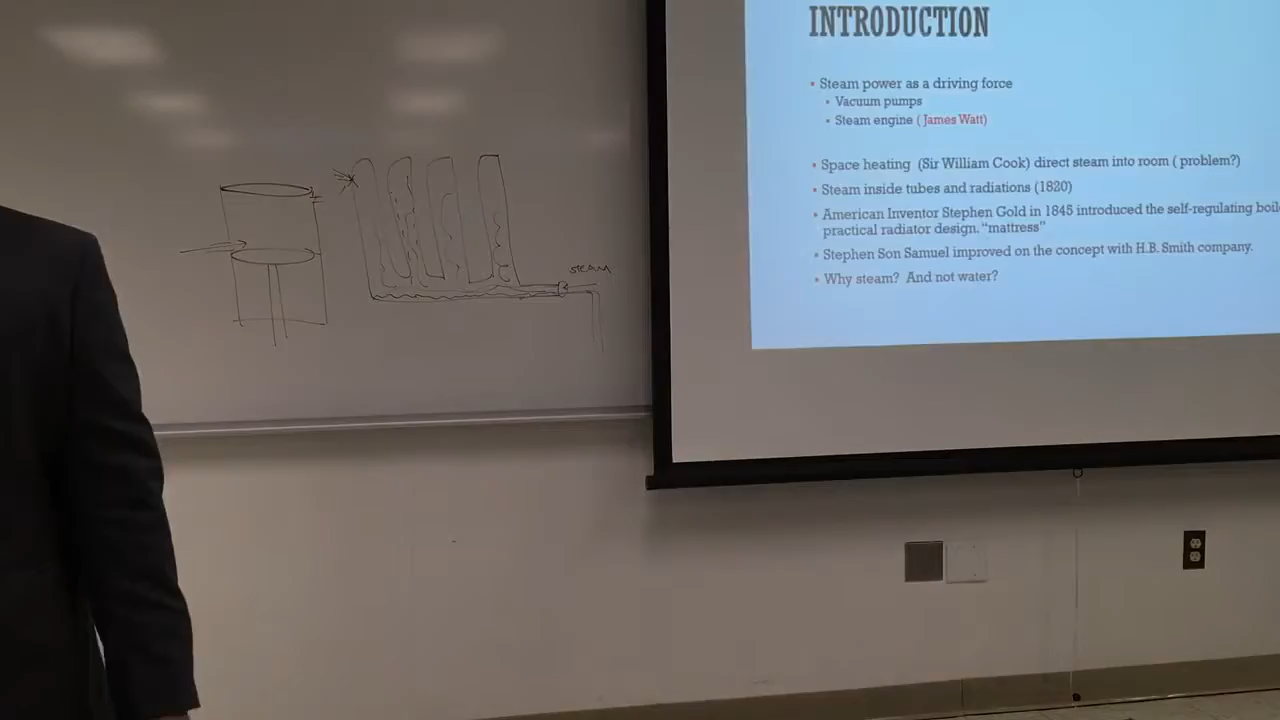 INTRODUCTION
• Steam power as a driving force
• Vacuum pumps
• Steam engine ( James Watt)
• Space heating (Sir William Cook) direct steam into room ( problem?)
• Steam inside tubes and radiations (1820)
• American Inventor Stephen Gold in 1845 introduced the self-regulating boil
practical radiator design. “mattress”
• Stephen Son Samuel improved on the concept with H.B. Smith company.
• Why steam? And not water?
STEAM